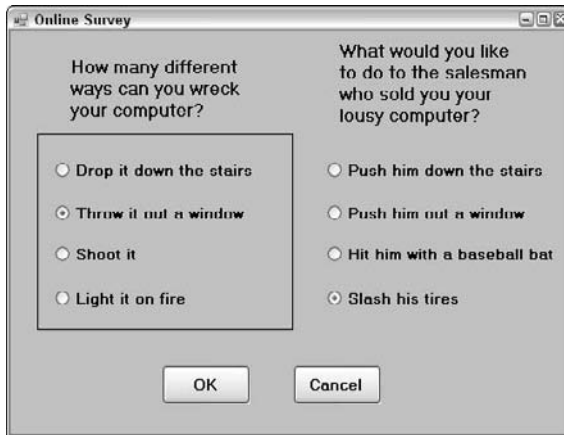 Online Survey
How many different
ways can you wreck
your computer?
Drop it down the stairs
Throw it out a window
Shoot it
Light it on fire
What would you like
to do to the salesman
who sold you your
lousy computer?
Push him down the stairs
Push him out a window
Hit him with a baseball bat
Slash his tires
OK
Cancel